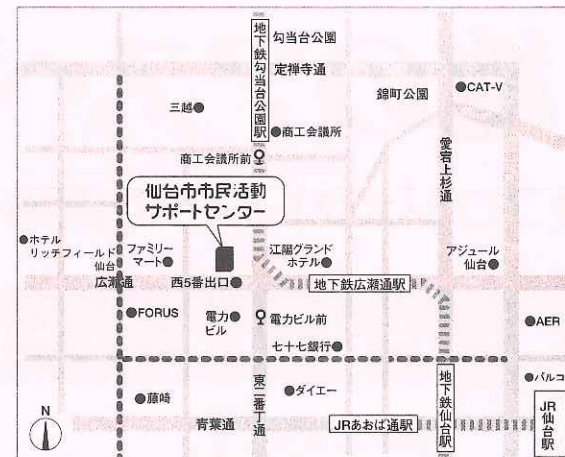 勾当台公園
地下鉄勾当台公園駅
定禅寺通
錦町公園
CAT-V
三越
商工会議所
愛宕上杉通
商工会議所前
仙台市市民活動
サポートセンター
ホテル
リッチフィールド
仙台
ファミリー
マート
江陽グランド
ホテル
アジュール
仙台
広瀬通
西5番出口
地下鉄広瀬通駅
FORUS
電力
ビル
電力ビル前
AER
七十七銀行
藤崎
東二番丁通
ダイエー
地下鉄仙台駅
パルコ
N
青葉通
JRあおば通駅
JR
仙台駅